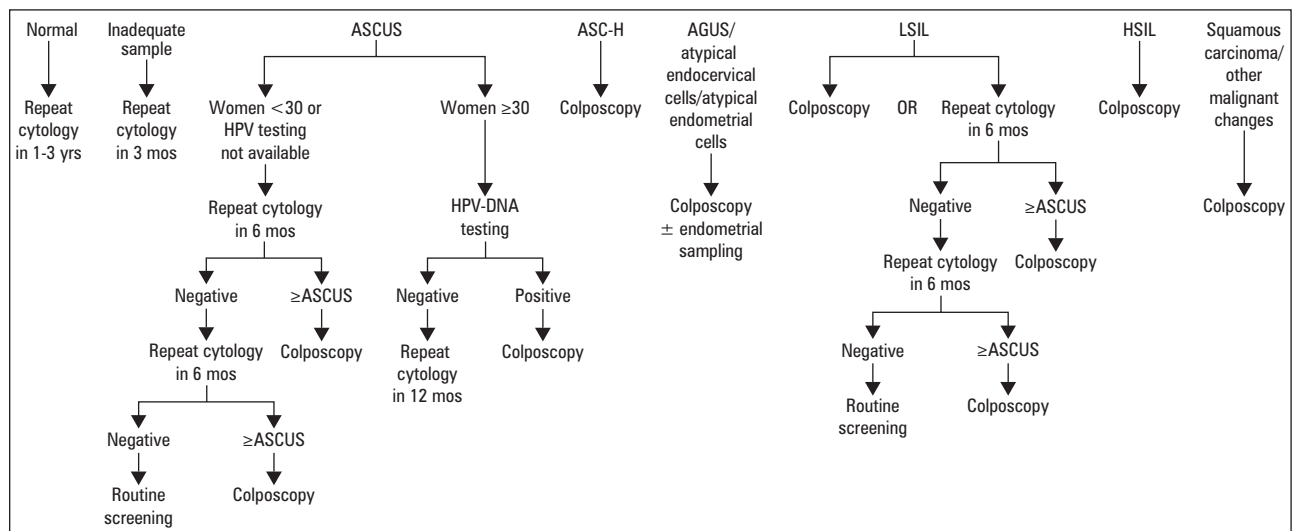 Normal
Repeat
cytology
in 1-3 yrs
Inadequate
sample
Repeat
cytology
in 3 mos
ASCUS
Women <30 or
HPV testing
not available
Repeat cytology
in 6 mos
Negative
Repeat cytology
in 6 mos
Negative
Routine
screening
≥ASCUS
Colposcopy
≥ASCUS
Colposcopy
Women ≥30
HPV-DNA
testing
Negative
Repeat
cytology
in 12 mos
Positive
Colposcopy
ASC-H
Colposcopy
AGUS/
atypical
endocervical
cells/atypical
endometrial
cells
Colposcopy
± endometrial
sampling
LSIL
Colposcopy
OR
Repeat cytology
in 6 mos
Negative
Repeat cytology
in 6 mos
Negative
Routine
screening
≥ASCUS
Colposcopy
≥ASCUS
Colposcopy
HSIL
Colposcopy
Squamous
carcinoma/
other
malignant
changes
Colposcopy